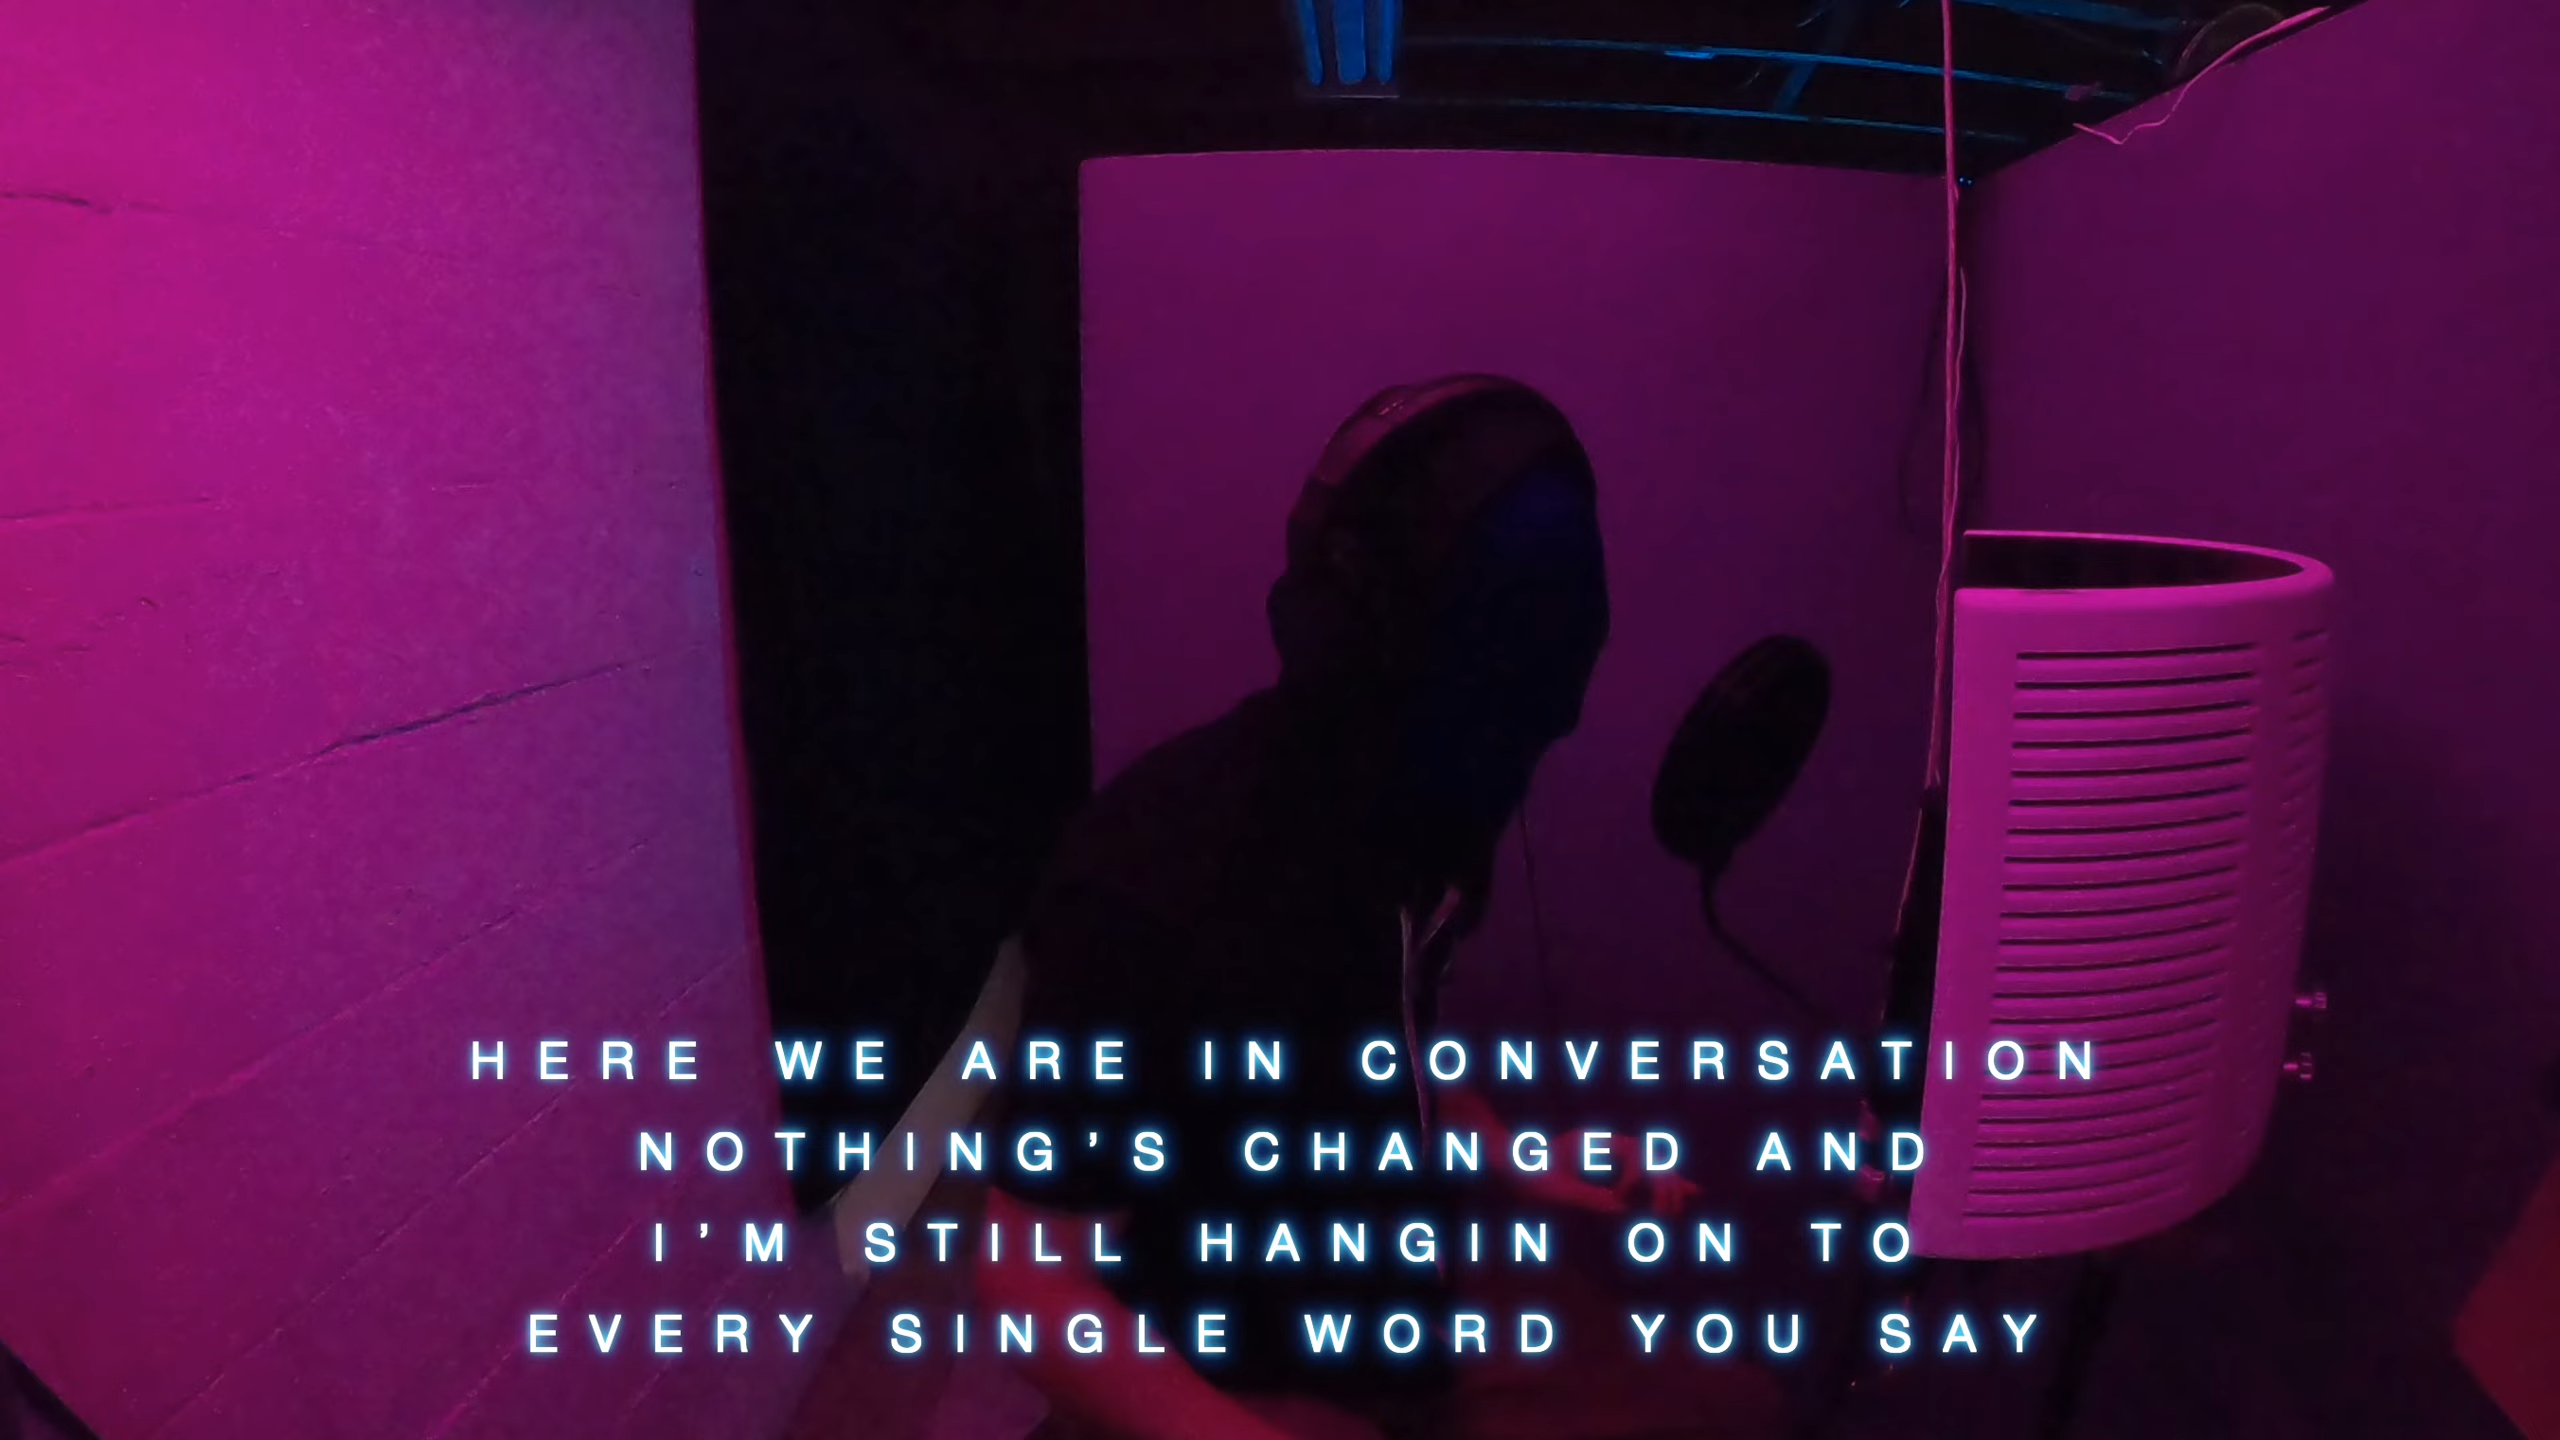 HERE WE ARE IN CONVERSATION
NOTHING’S CHANGED AND
I’M STILL HANGIN ON TO
EVERY SINGLE WORD YOU SAY